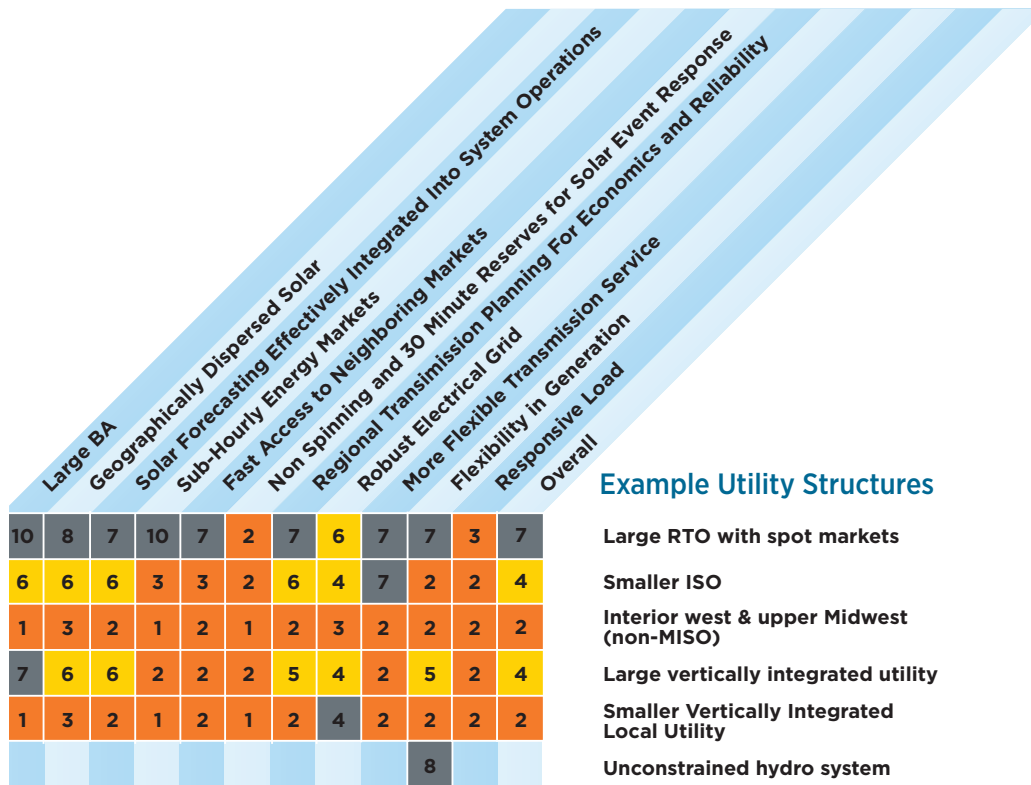 Large BA
Geographically Dispersed Solar
Solar Forecasting Effectively Integrated Into System Operations
Sub-Hourly Energy Markets
Fast Access to Neighboring Markets
Non Spinning and 30 Minute Reserves for Solar Event Response
Regional Transimission Planning For Economics and Reliability
Robust Electrical Grid
More Flexible Transmission Service
Flexibility in Generation
Responsive Load
Overall
Example Utility Structures
10 8 7 10 7 2 7 6 7 7 3 7 Large RTO with spot markets
6 6 6 3 3 2 6 4 7 2 2 4 Smaller ISO
1 3 2 1 2 1 2 3 2 2 2 2 Interior west & upper Midwest
(non-MISO)
7 6 6 2 2 2 5 4 2 5 2 4 Large vertically integrated utility
1 3 2 1 2 1 2 4 2 2 2 2 Smaller Vertically Integrated
Local Utility
8 Unconstrained hydro system